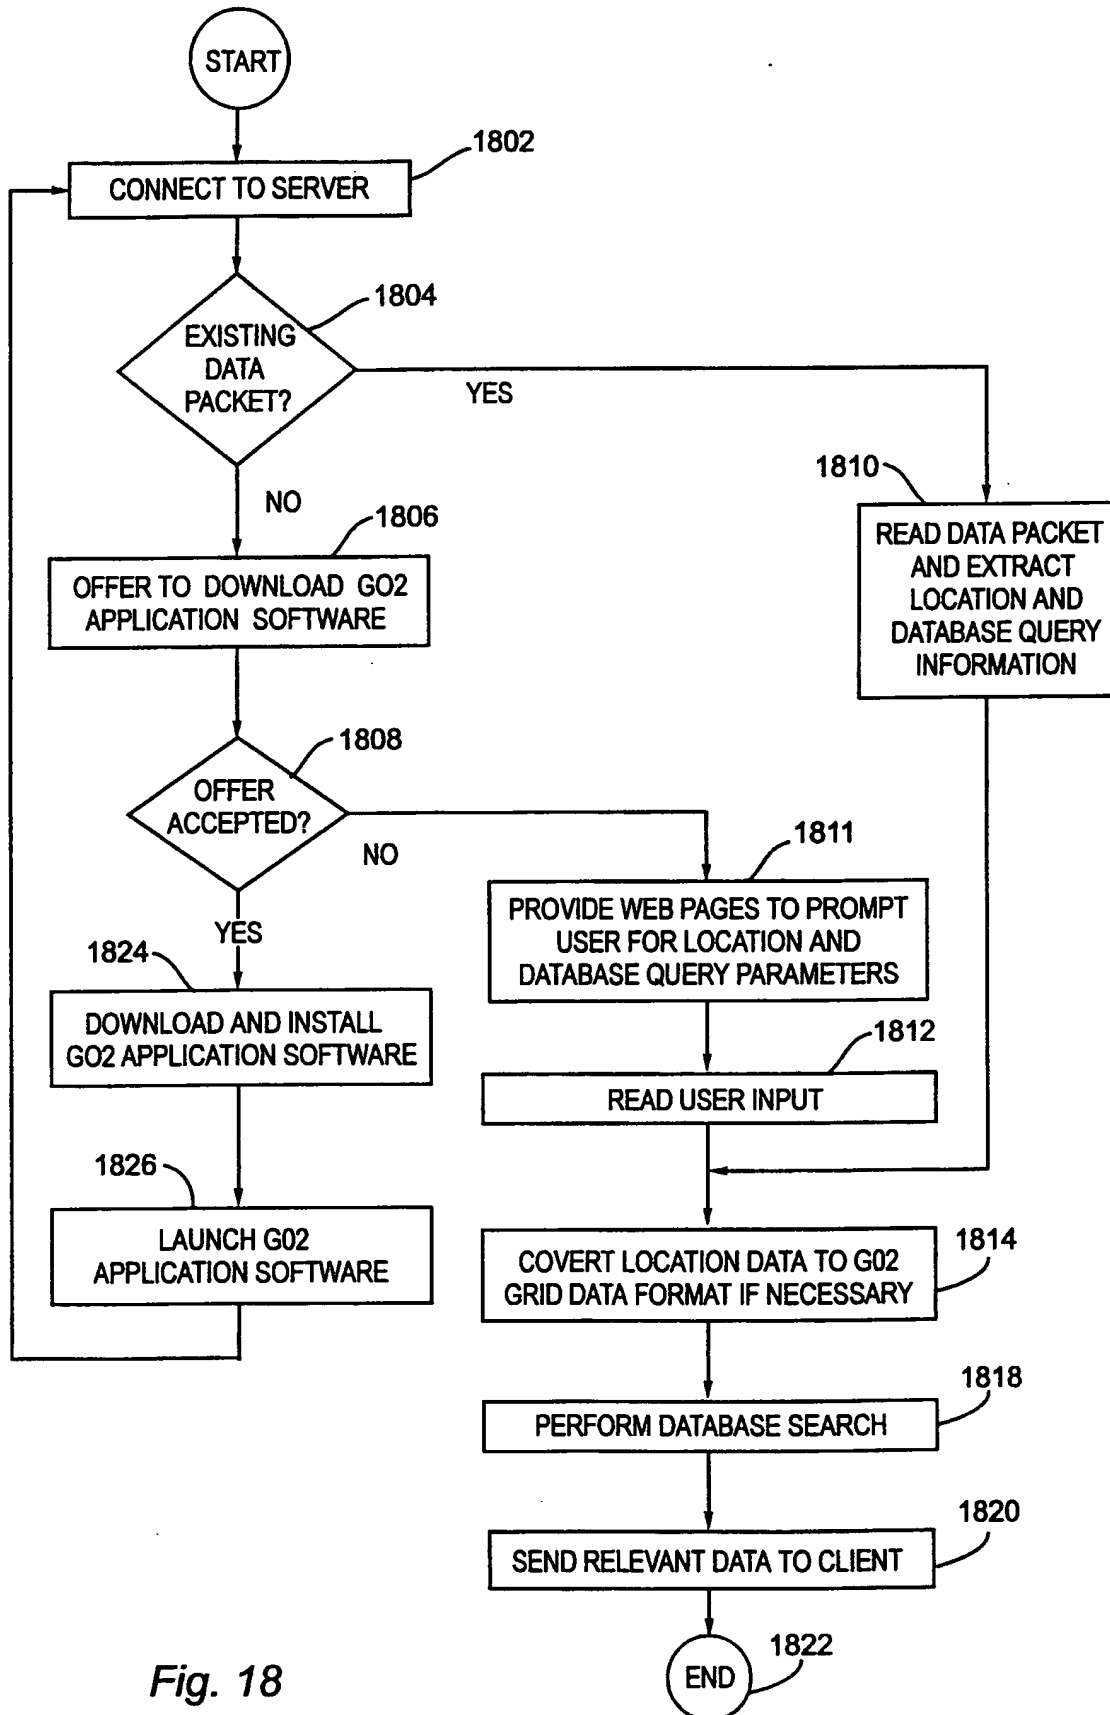 START
1802
CONNECT TO SERVER
1804
EXISTING
DATA
PACKET?
YES
NO
1810
READ DATA PACKET
AND EXTRACT
LOCATION AND
DATABASE QUERY
INFORMATION
1806
OFFER TO DOWNLOAD GO2
APPLICATION SOFTWARE
1808
OFFER
ACCEPTED?
NO
YES
1811
PROVIDE WEB PAGES TO PROMPT
USER FOR LOCATION AND
DATABASE QUERY PARAMETERS
1824
DOWNLOAD AND INSTALL
GO2 APPLICATION SOFTWARE
1812
READ USER INPUT
1826
LAUNCH G02
APPLICATION SOFTWARE
1814
COVERT LOCATION DATA TO G02
GRID DATA FORMAT IF NECESSARY
1818
PERFORM DATABASE SEARCH
1820
SEND RELEVANT DATA TO CLIENT
1822
END
Fig. 18